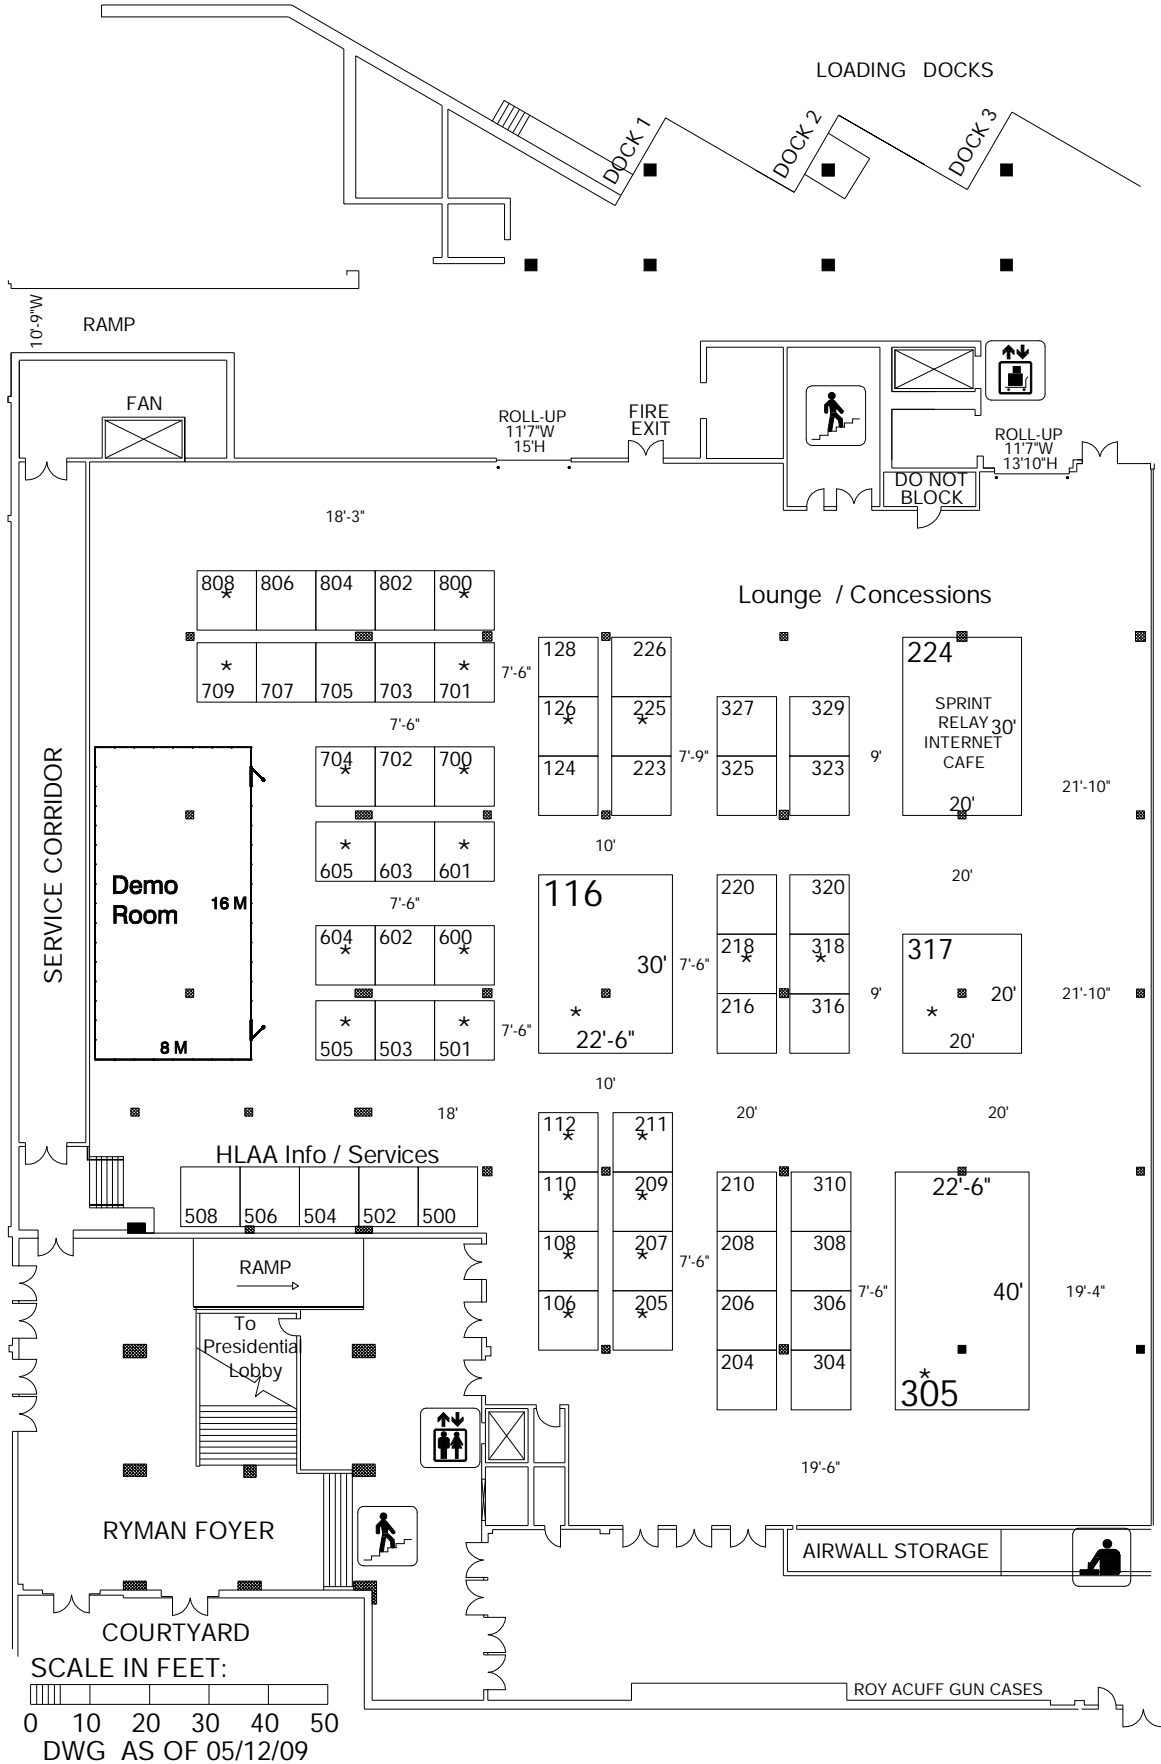 LOADING DOCKS
DOCK 1
DOCK 2
DOCK 3
10'-9"W
RAMP
FAN
ROLL-UP
11'7"W
15'H
FIRE
EXIT
ROLL-UP
11'7"W
13'10"H
DO NOT
BLOCK
18'-3"
808 806 804 802 800
* *
Lounge / Concessions
* *
709 707 705 703 701
7'-6"
128 226
224
126 225
* *
327 329
SPRINT
RELAY
INTERNET
CAFE
30'
20'
7'-6"
704 702 700
* *
124 223
7'-9"
325 323
9'
21'-10"
SERVICE CORRIDOR
10'
* *
605 603 601
Demo
Room
16 M
8 M
116
30'
*
22'-6"
220 320
20'
7'-6"
604 602 600
* *
7'-6"
218 318
* *
317
20'
*
20'
9'
21'-10"
216 316
* *
505 503 501
7'-6"
10'
18'
112 211
* *
20'
20'
HLAA Info / Services
508 506 504 502 500
110 209
* *
210 310
22'-6"
108 207
* *
7'-6"
208 308
RAMP
7'-6"
40'
19'-4"
106 205
* *
206 306
To
Presidential
Lobby
204 304
*
305
19'-6"
RYMAN FOYER
AIRWALL STORAGE
COURTYARD
SCALE IN FEET:
ROY ACUFF GUN CASES
0 10 20 30 40 50
DWG AS OF 05/12/09